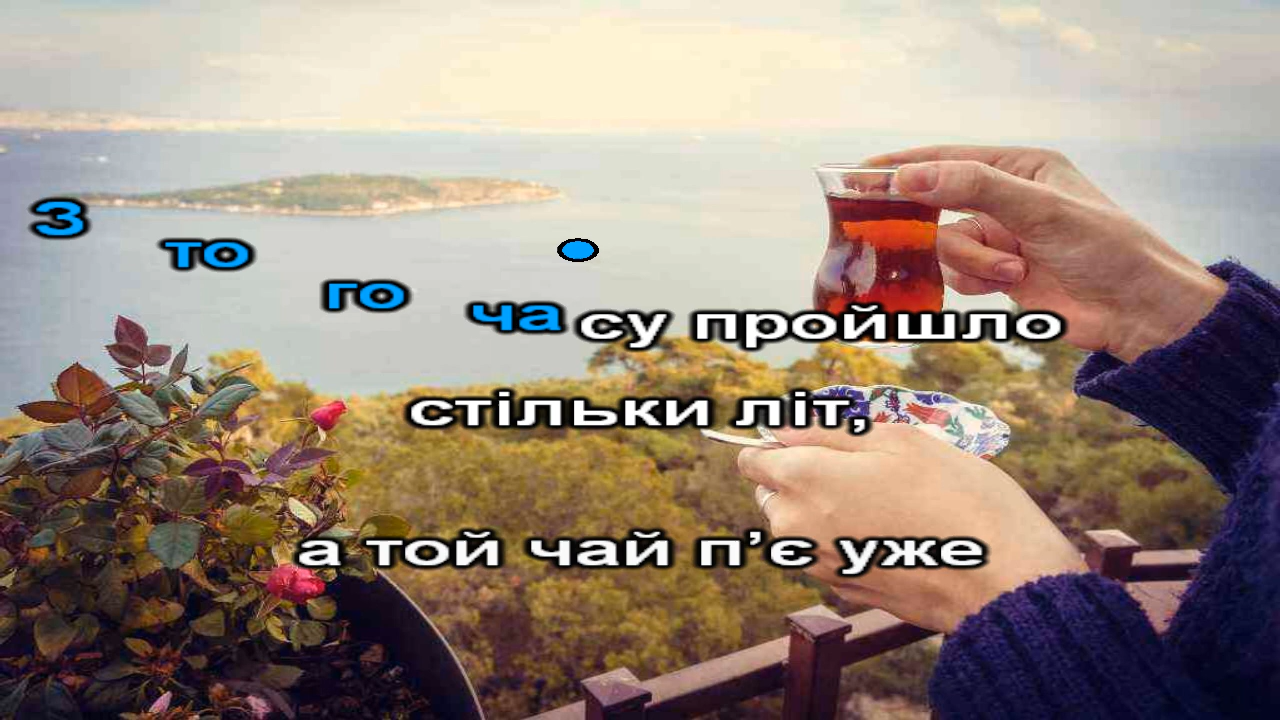 З того часу пройшло
стільки літ,
а той чай п’є уже